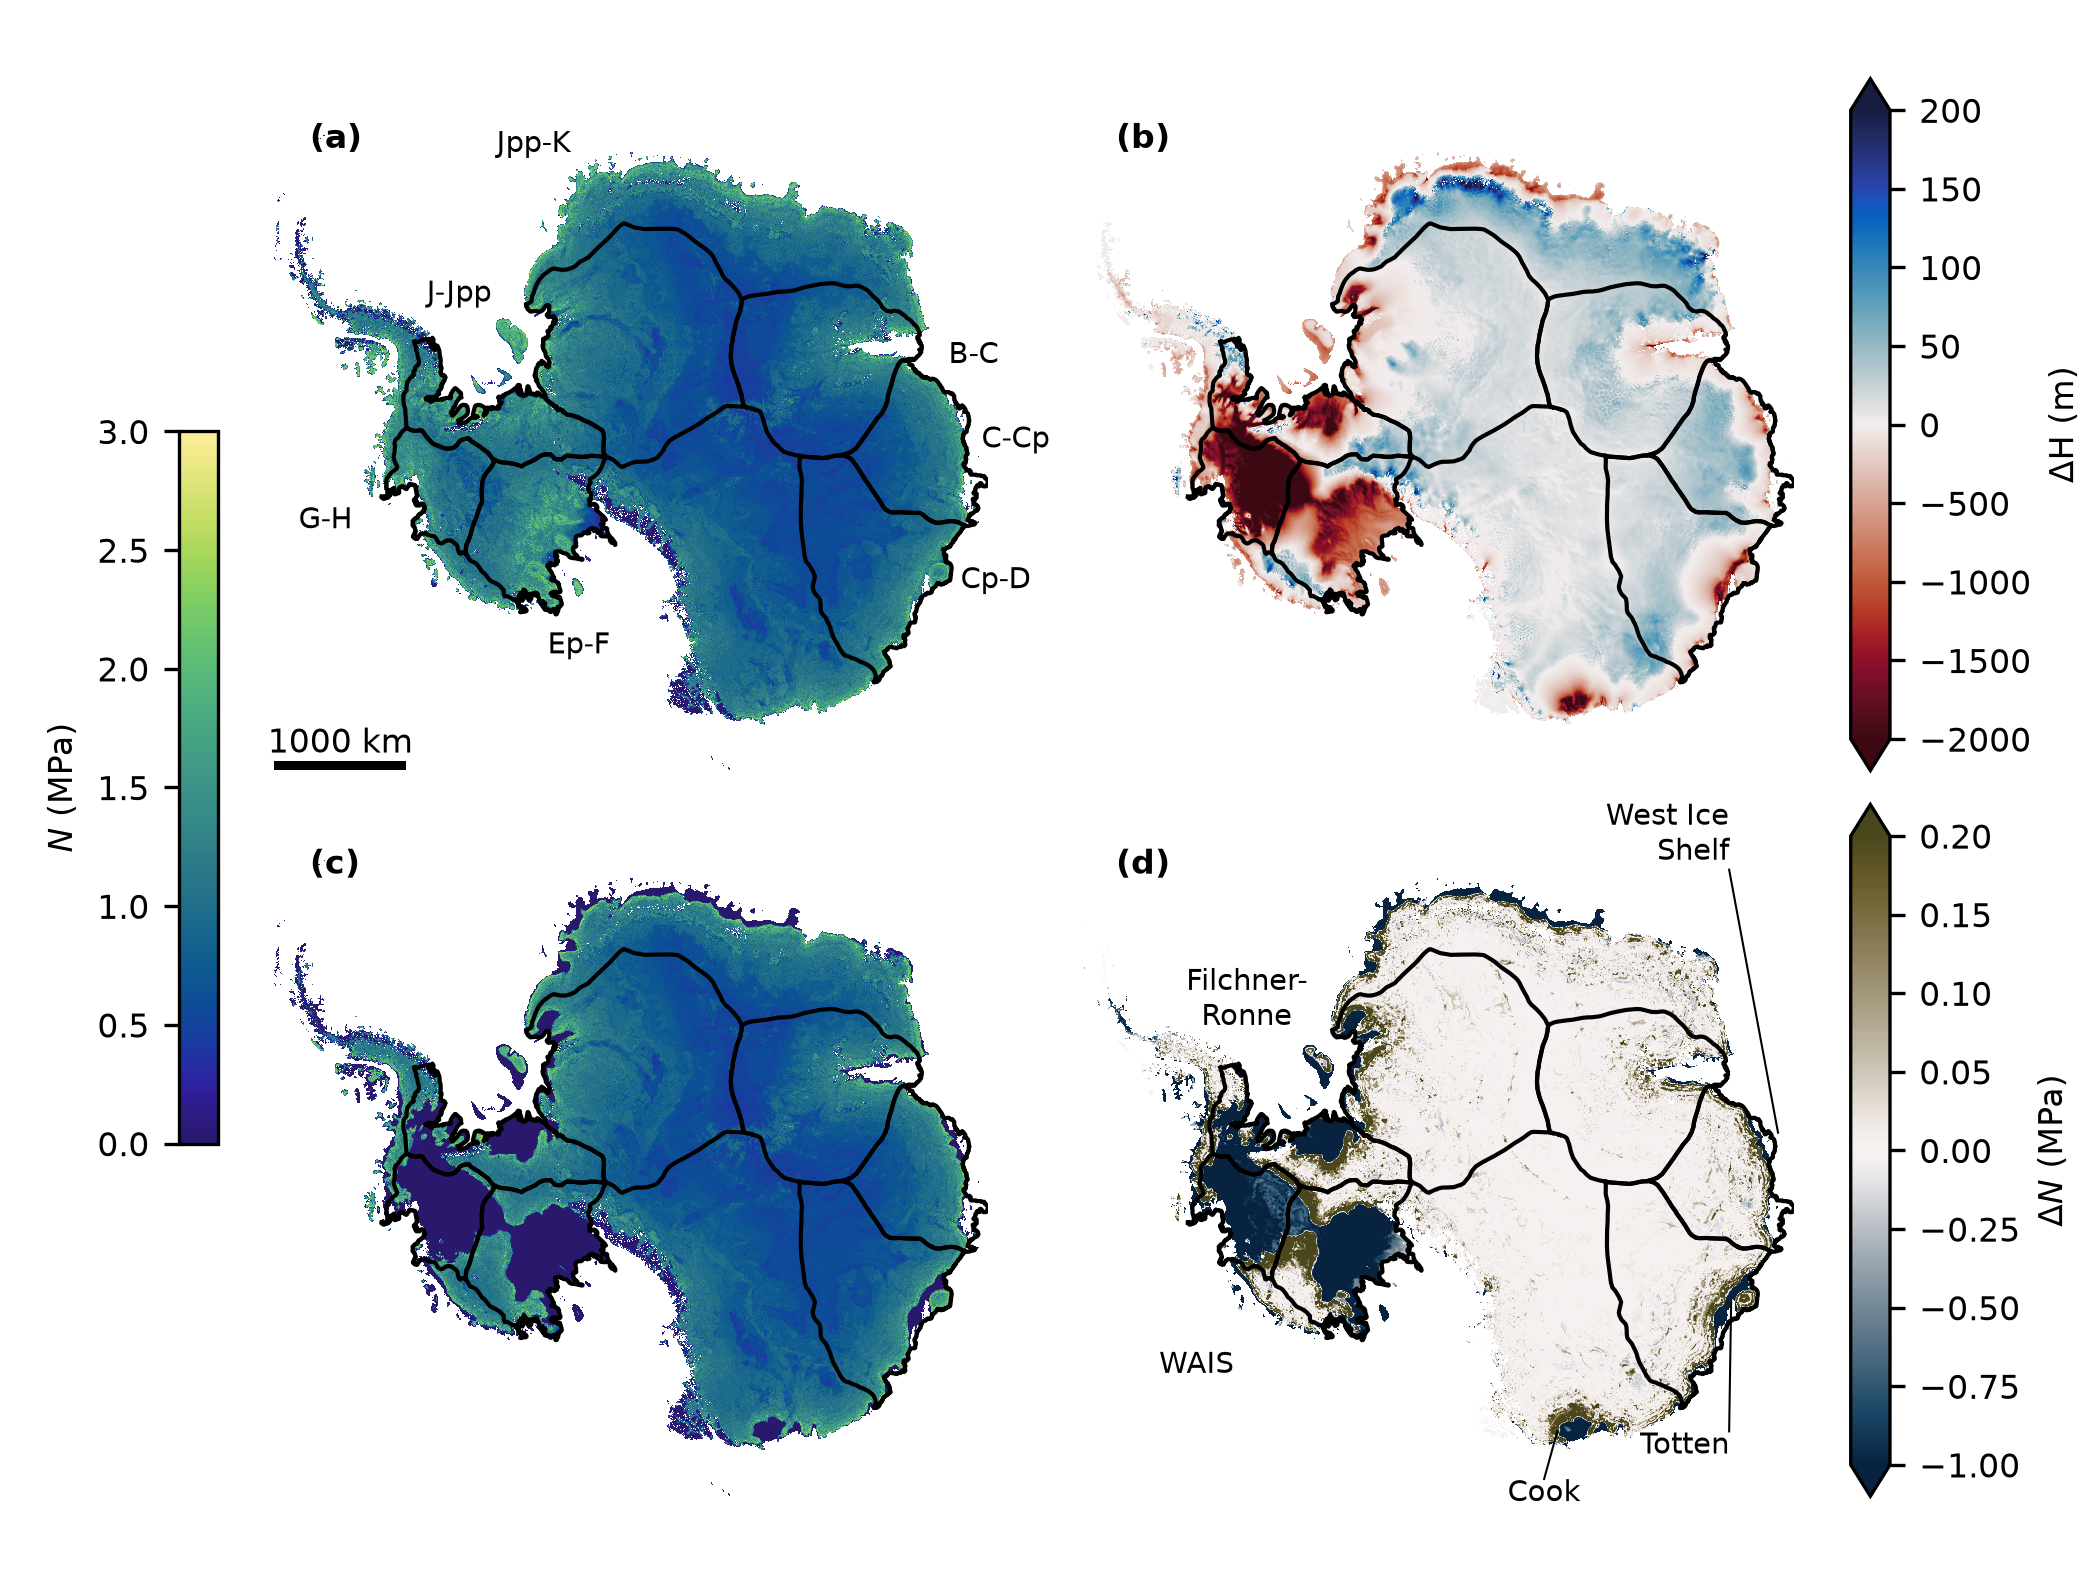 (a)
Jpp-K
J-Jpp
B-C
C-Cp
G-H
Cp-D
Ep-F
1000 km
N (MPa)
3.0
2.5
2.0
1.5
1.0
0.5
0.0
(b)
200
150
100
50
0
−500
−1000
−1500
−2000
ΔH (m)
(c)
(d)
West Ice
Shelf
Filchner-
Ronne
WAIS
Totten
Cook
0.20
0.15
0.10
0.05
0.00
−0.25
−0.50
−0.75
−1.00
ΔN (MPa)